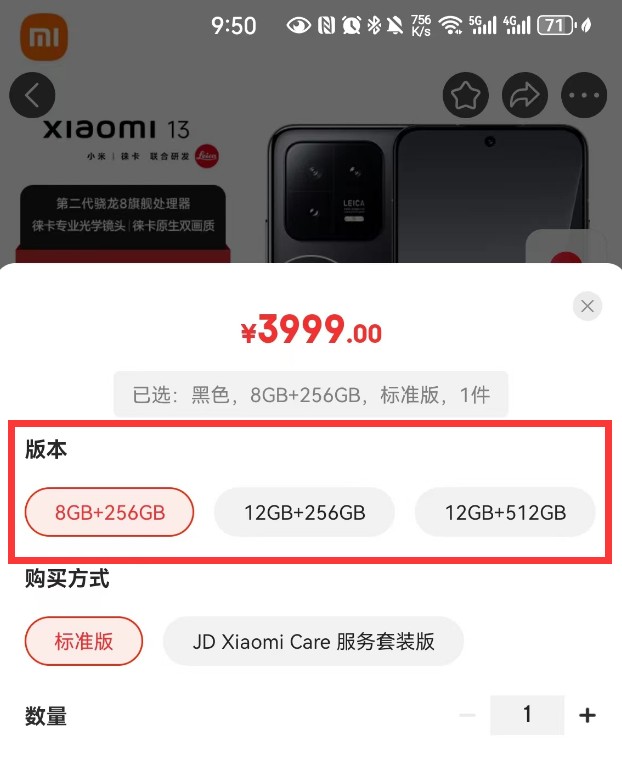 mi
9:50 756 K/s 5G 4G 71
xiaomi 13
小米 | 徕卡 联合研发 Leica
第二代骁龙8旗舰处理器
徕卡专业光学镜头|徕卡原生双画质
LEICA
¥3999.00
已选：黑色，8GB+256GB，标准版，1件
版本
8GB+256GB 12GB+256GB 12GB+512GB
购买方式
标准版 JD Xiaomi Care 服务套装版
数量 1